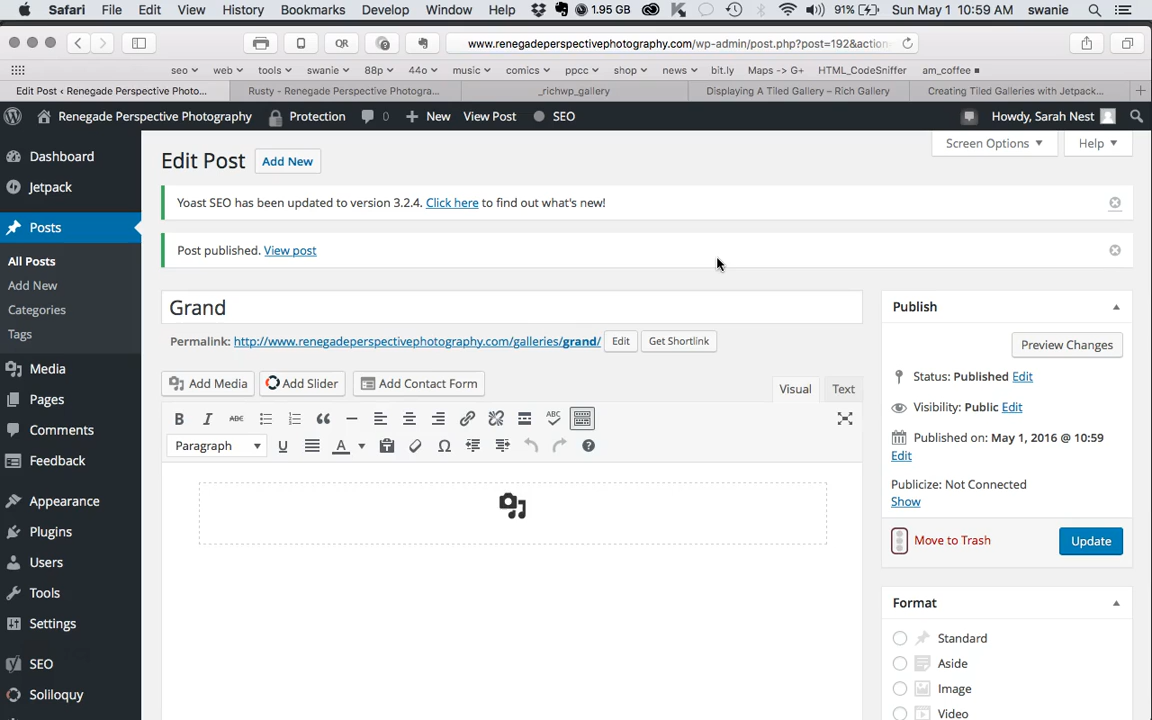 Safari File Edit View History Bookmarks Develop Window Help 1.95 GB 91% Sun May 1 10:59 AM swanie
QR www.renegadeperspectivephotography.com/wp-admin/post.php?post=192&action
seo web tools swanie 88p 44o music comics ppcc shop news bit.ly Maps -> G+ HTML_CodeSniffer am_coffee
Edit Post ‹ Renegade Perspective Photo... Rusty - Renegade Perspective Photogra... _richwp_gallery Displaying A Tiled Gallery – Rich Gallery Creating Tiled Galleries with Jetpack...
Renegade Perspective Photography Protection 0 New View Post SEO Howdy, Sarah Nest
Screen Options Help
Dashboard
Jetpack
Posts
All Posts
Add New
Categories
Tags
Media
Pages
Comments
Feedback
Appearance
Plugins
Users
Tools
Settings
SEO
Soliloquy
Edit Post Add New
Yoast SEO has been updated to version 3.2.4. Click here to find out what's new!
Post published. View post
Grand
Permalink: http://www.renegadeperspectivephotography.com/galleries/grand/ Edit Get Shortlink
Add Media Add Slider Add Contact Form Visual Text
B I ABC ABC
Paragraph U A
Publish
Preview Changes
Status: Published Edit
Visibility: Public Edit
Published on: May 1, 2016 @ 10:59
Edit
Publicize: Not Connected
Show
Move to Trash Update
Format
Standard
Aside
Image
Video